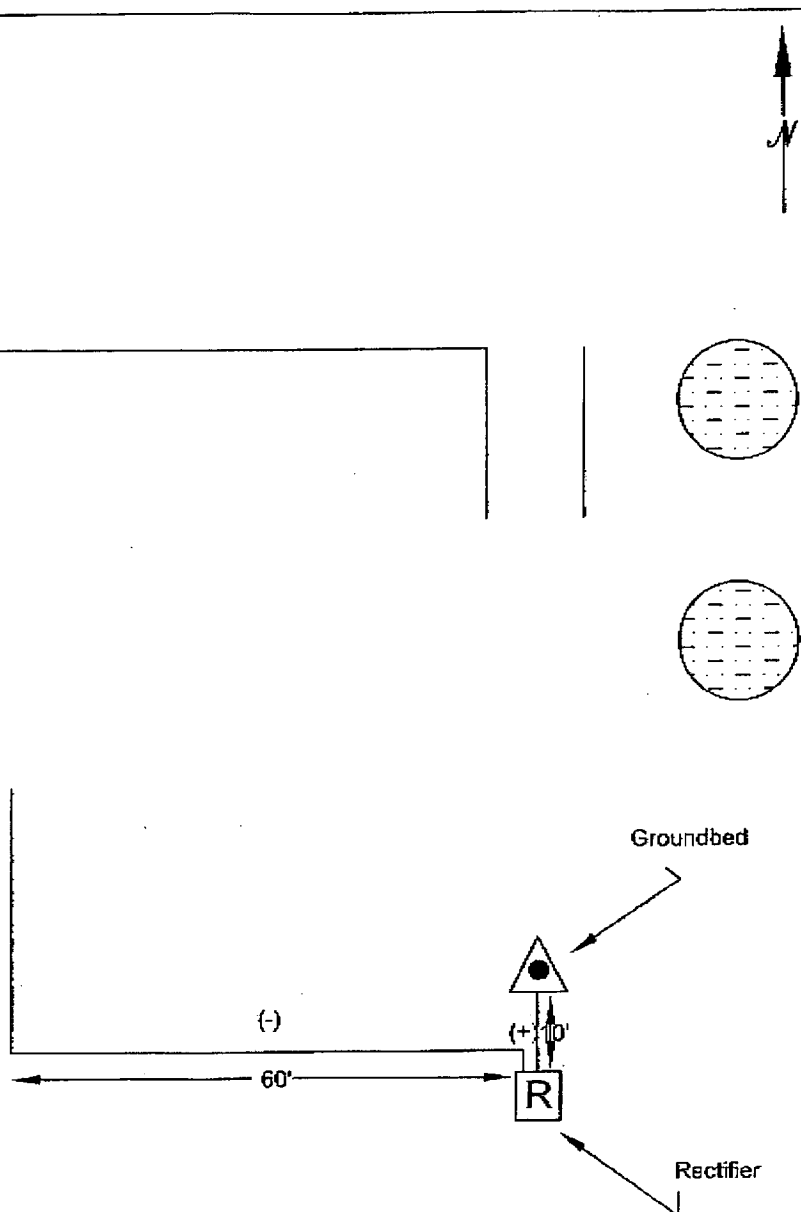 N
Groundbed
(-)
(+) 10'
60'
R
Rectifier